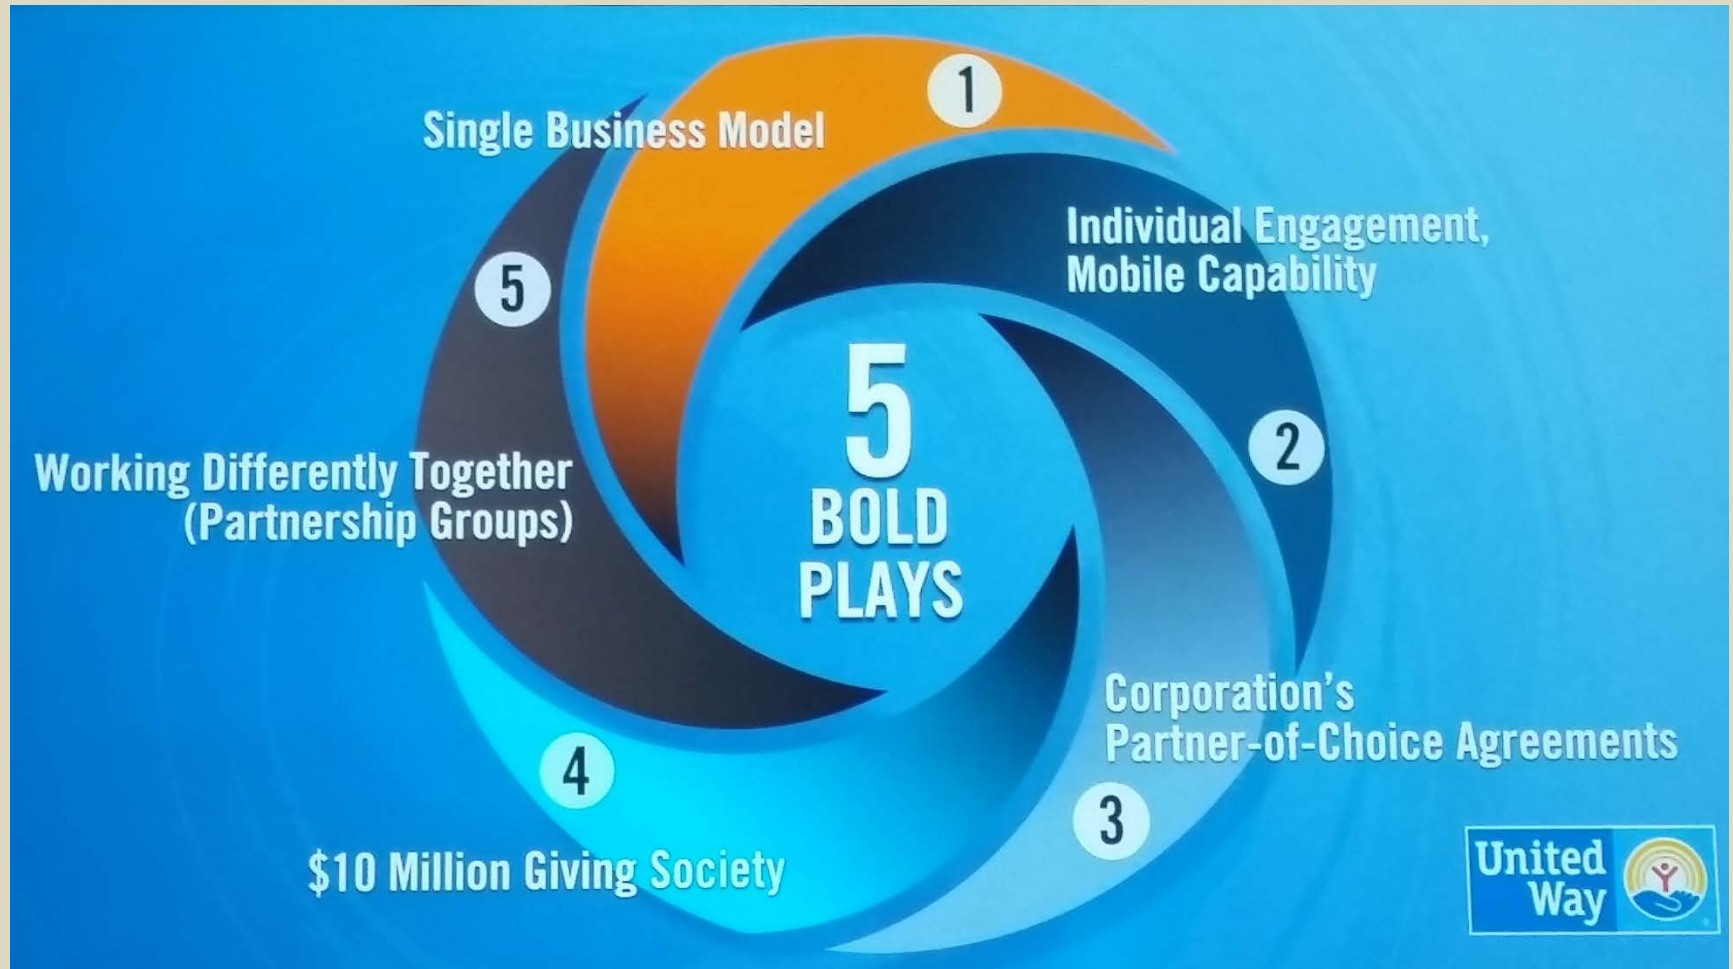 1
Single Business Model
Individual Engagement,
Mobile Capability
2
5
5
BOLD
PLAYS
Working Differently Together
(Partnership Groups)
Corporation's
Partner-of-Choice Agreements
3
4
$10 Million Giving Society
United
Way